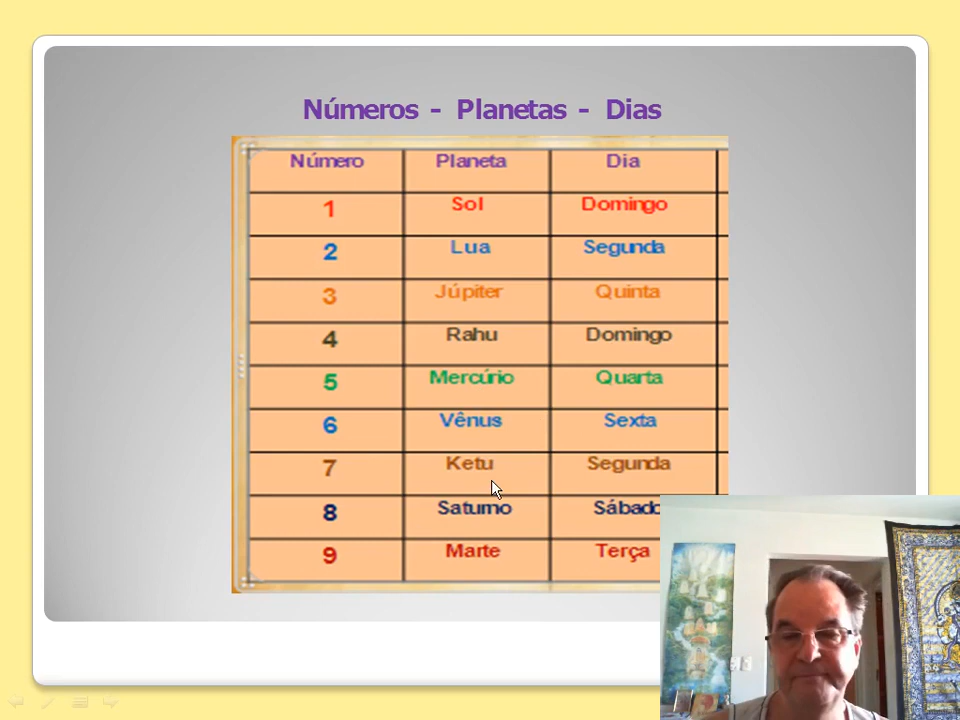 Números - Planetas - Dias
Número Planeta Dia
1 Sol Domingo
2 Lua Segunda
3 Júpiter Quinta
4 Rahu Domingo
5 Mercúrio Quarta
6 Vênus Sexta
7 Ketu Segunda
8 Saturno Sábado
9 Marte Terça